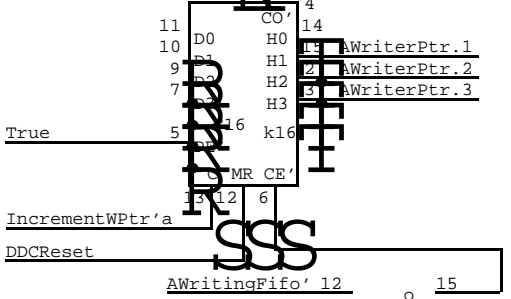 4
CO'
11 14
D0 H0
10 15 AWriterPtr.1
D1 H1
9 2 AWriterPtr.2
D2 H2
7 3 AWriterPtr.3
H3
16
True 5 k16
MR CE'
13 12 6
IncrementWPtr'a
SSS
DDCReset
AWritingFifo' 12 15